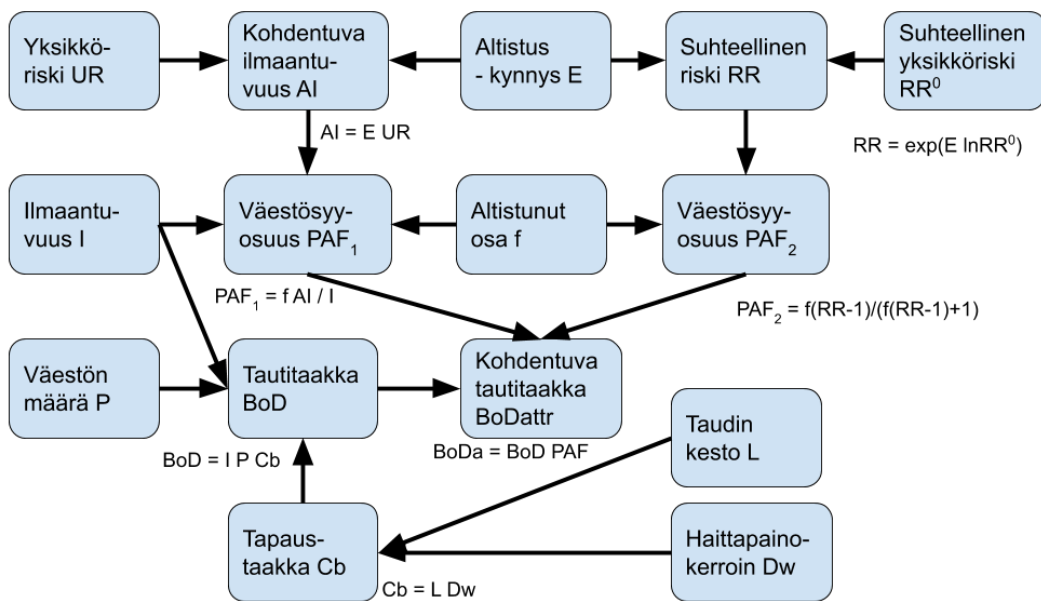 Yksikkö-
riski UR
Kohdentuva
ilmaantu-
vuus AI
Altistus
- kynnys E
Suhteellinen
riski RR
Suhteellinen
yksikköriski
RR⁰
AI = E UR
RR = exp(E lnRR⁰)
Ilmaantu-
vuus I
Väestösyy-
osuus PAF₁
Altistunut
osa f
Väestösyy-
osuus PAF₂
PAF₁ = f AI / I
PAF₂ = f(RR-1)/(f(RR-1)+1)
Väestön
määrä P
Tautitaakka
BoD
Kohdentuva
tautitaakka
BoDattr
Taudin
kesto L
BoD = I P Cb
BoDa = BoD PAF
Tapaus-
taakka Cb
Haittapaino-
kerroin Dw
Cb = L Dw